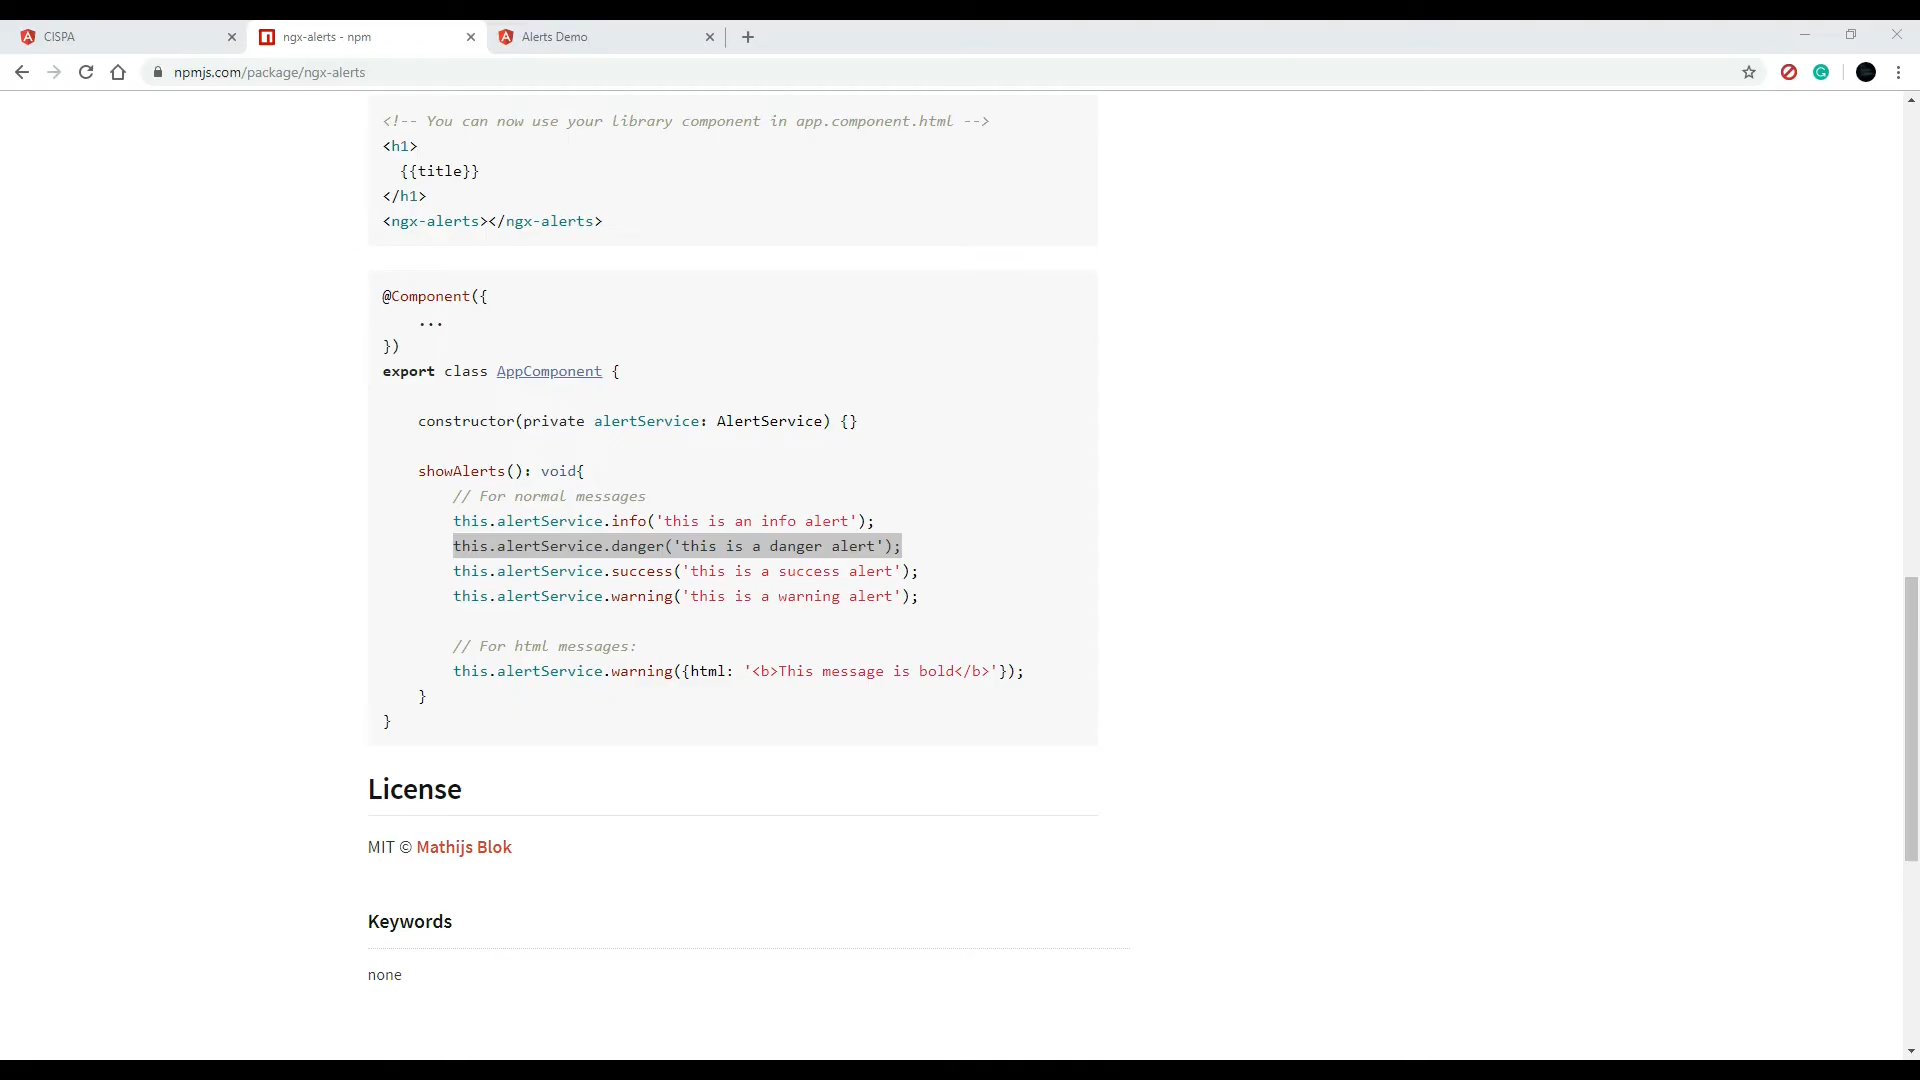 CISPA
ngx-alerts - npm
Alerts Demo
npmjs.com/package/ngx-alerts
<!-- You can now use your library component in app.component.html -->
<h1>
{{title}}
</h1>
<ngx-alerts></ngx-alerts>
@Component({
...
})
export class AppComponent {
constructor(private alertService: AlertService) {}
showAlerts(): void{
// For normal messages
this.alertService.info('this is an info alert');
this.alertService.danger('this is a danger alert');
this.alertService.success('this is a success alert');
this.alertService.warning('this is a warning alert');
// For html messages:
this.alertService.warning({html: '<b>This message is bold</b>'});
}
}
License
MIT © Mathijs Blok
Keywords
none